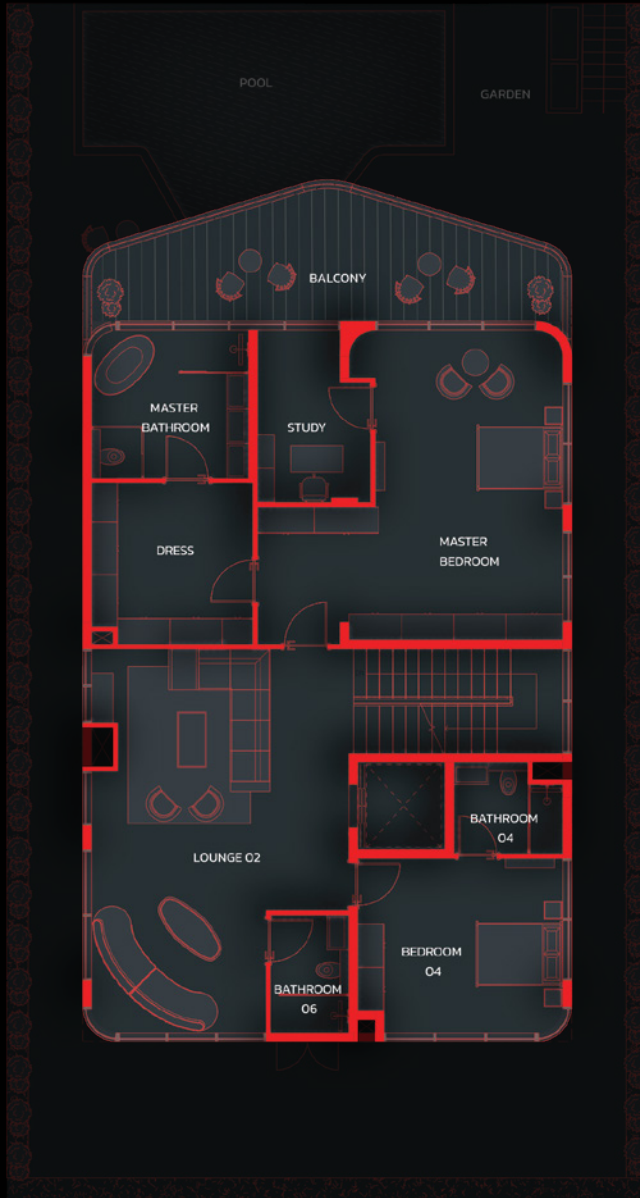 POOL
GARDEN
BALCONY
MASTER
BATHROOM
STUDY
DRESS
MASTER
BEDROOM
LOUNGE 02
BATHROOM
04
BEDROOM
04
BATHROOM
06